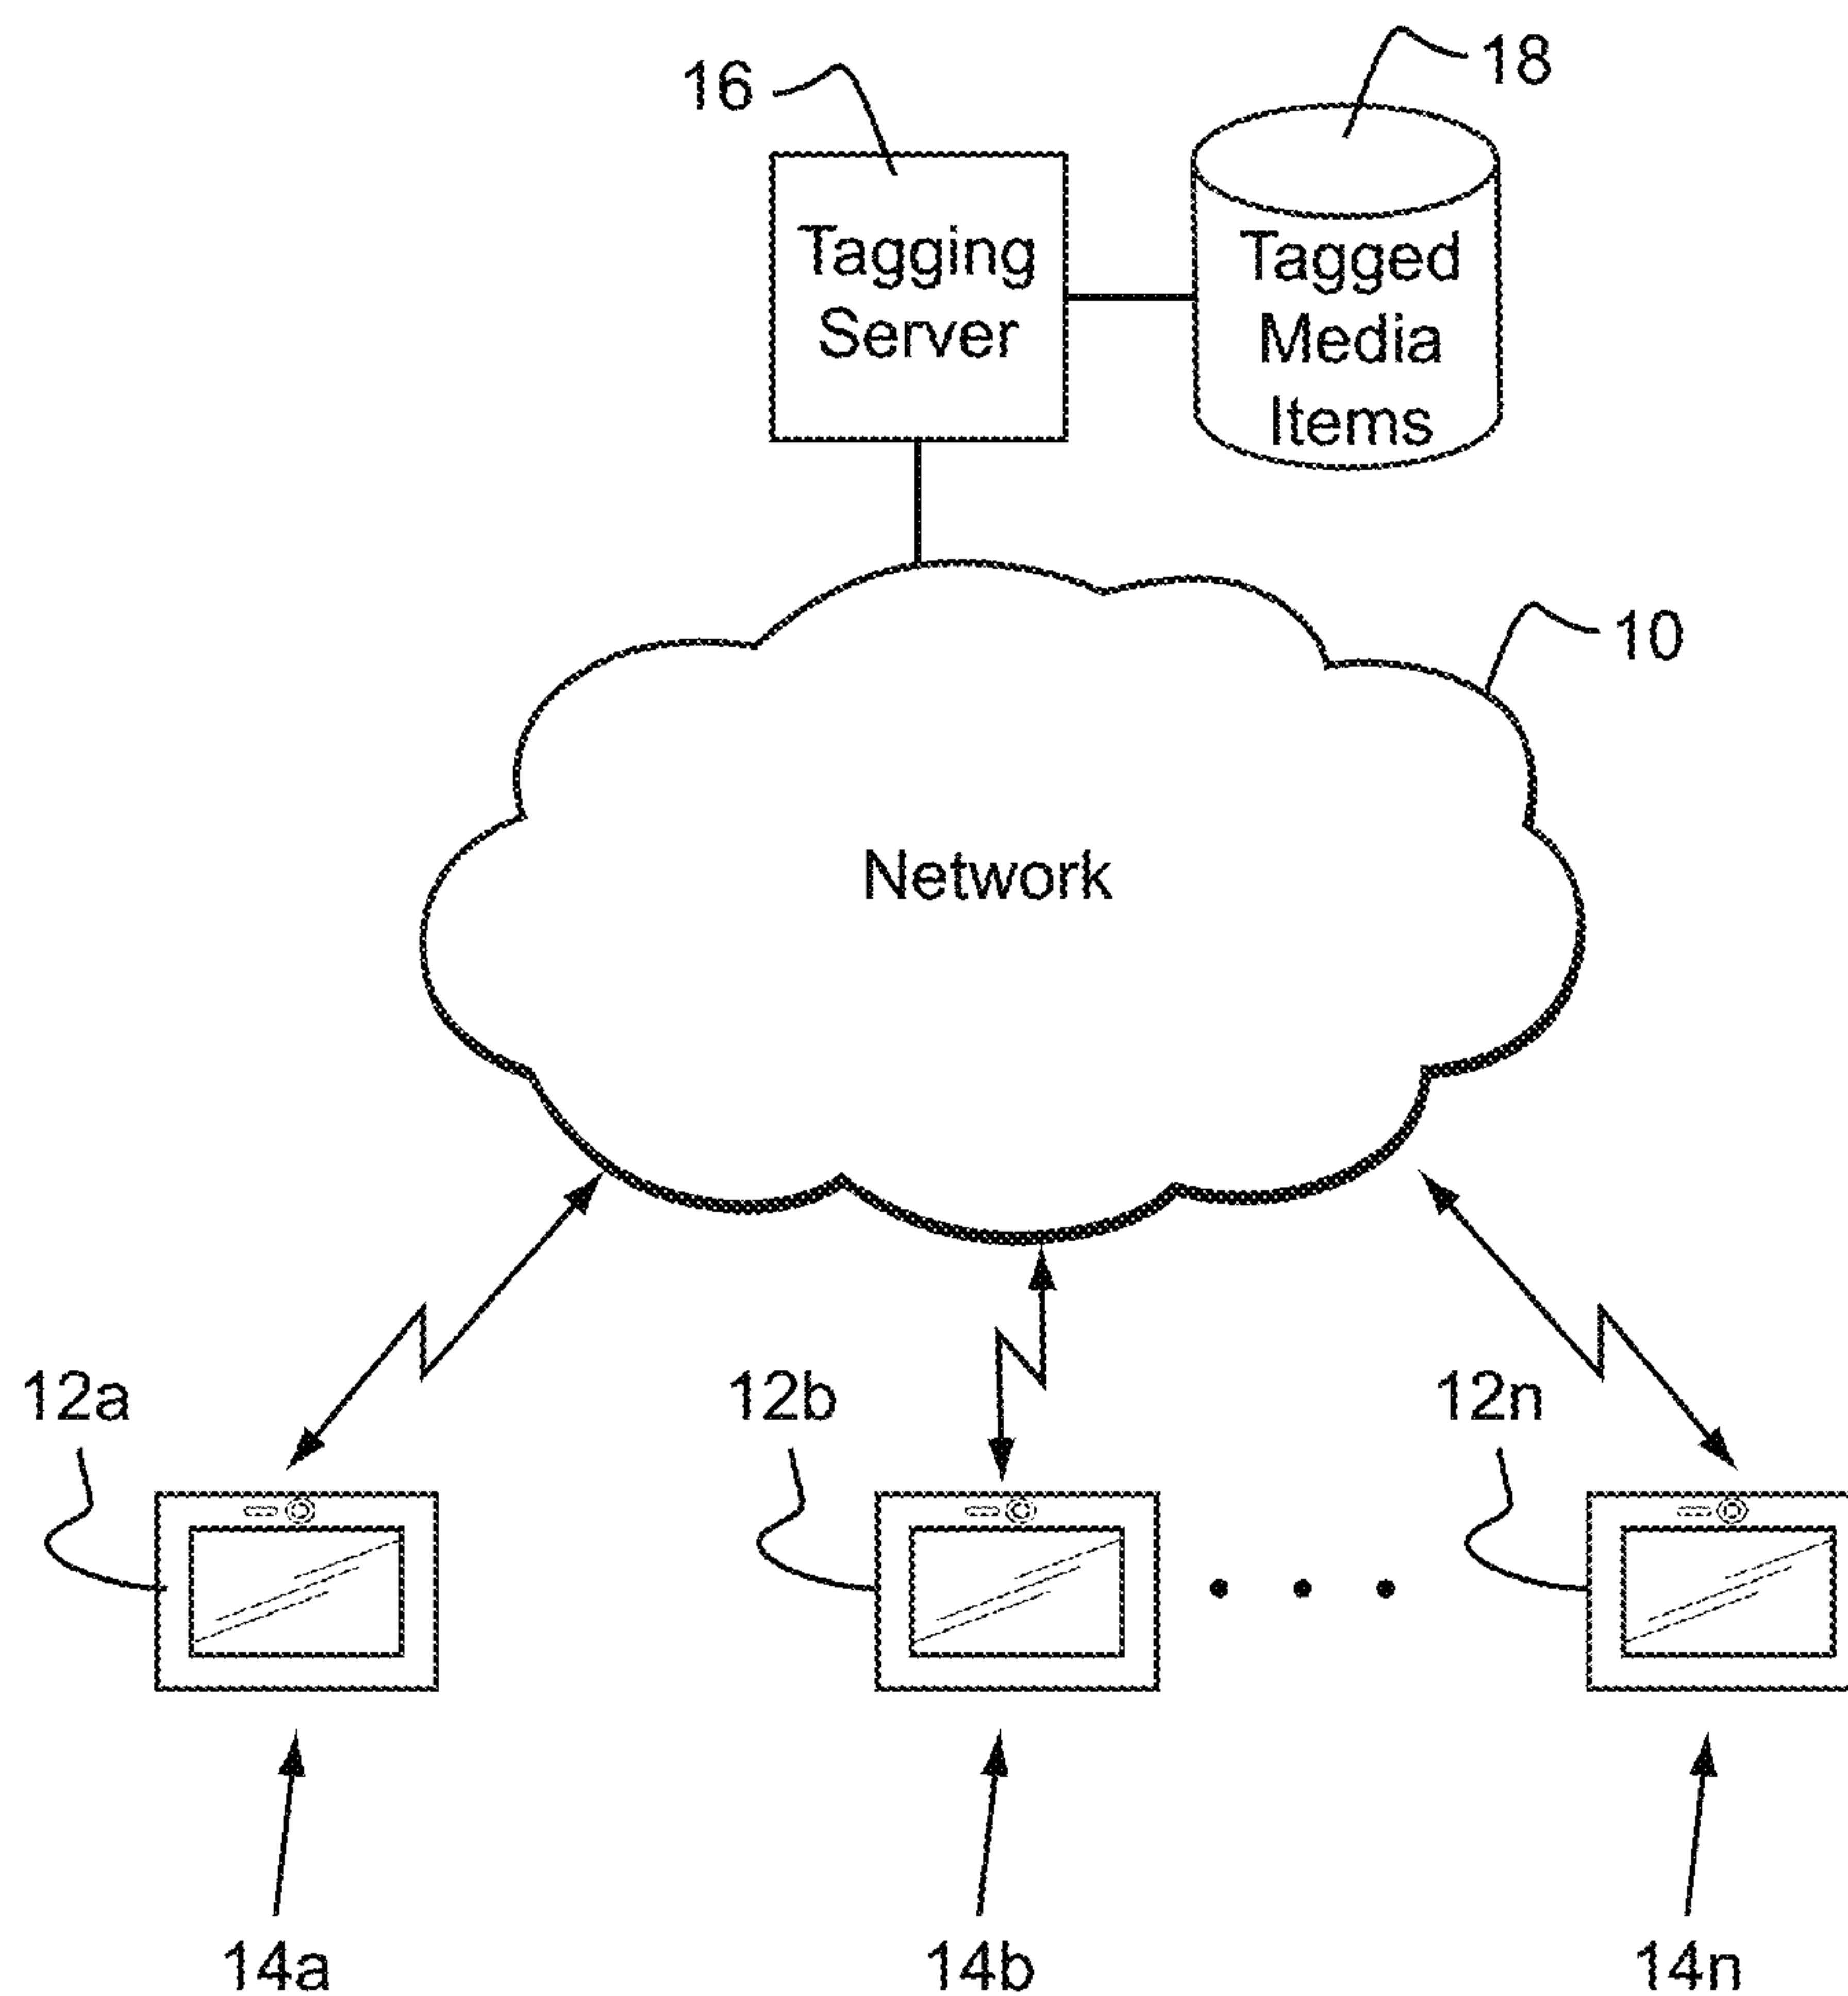 16
18
Tagging
Server
Tagged
Media
Items
10
Network
12a
12b
12n
14a
14b
14n